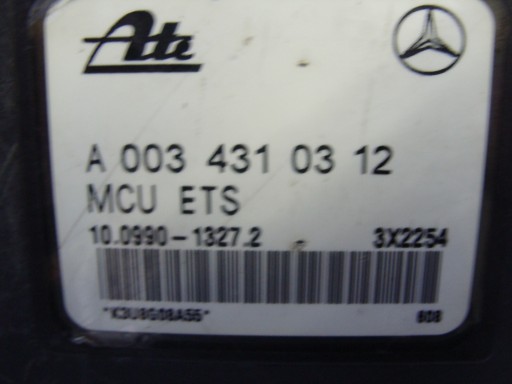 Ate
A 003 431 03 12
MCU ETS
10.0990-1327.2 3X2254
*K3U8G08A55*
808